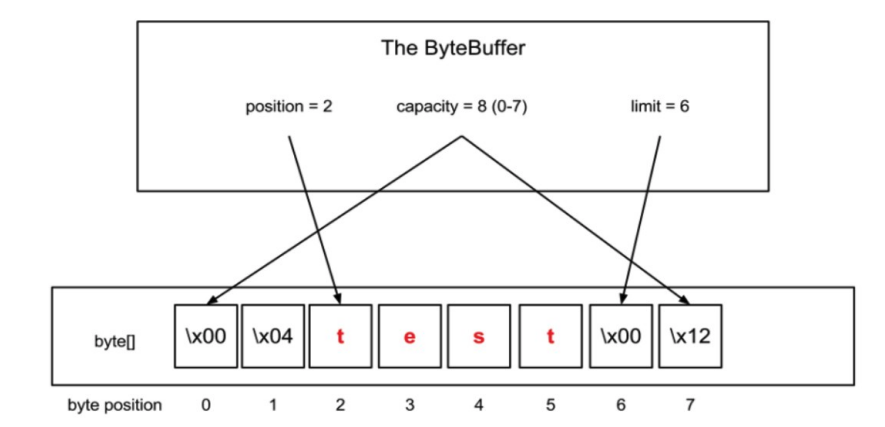 The ByteBuffer
position = 2 capacity = 8 (0-7) limit = 6
byte[] \x00 \x04 t e s t \x00 \x12
byte position 0 1 2 3 4 5 6 7